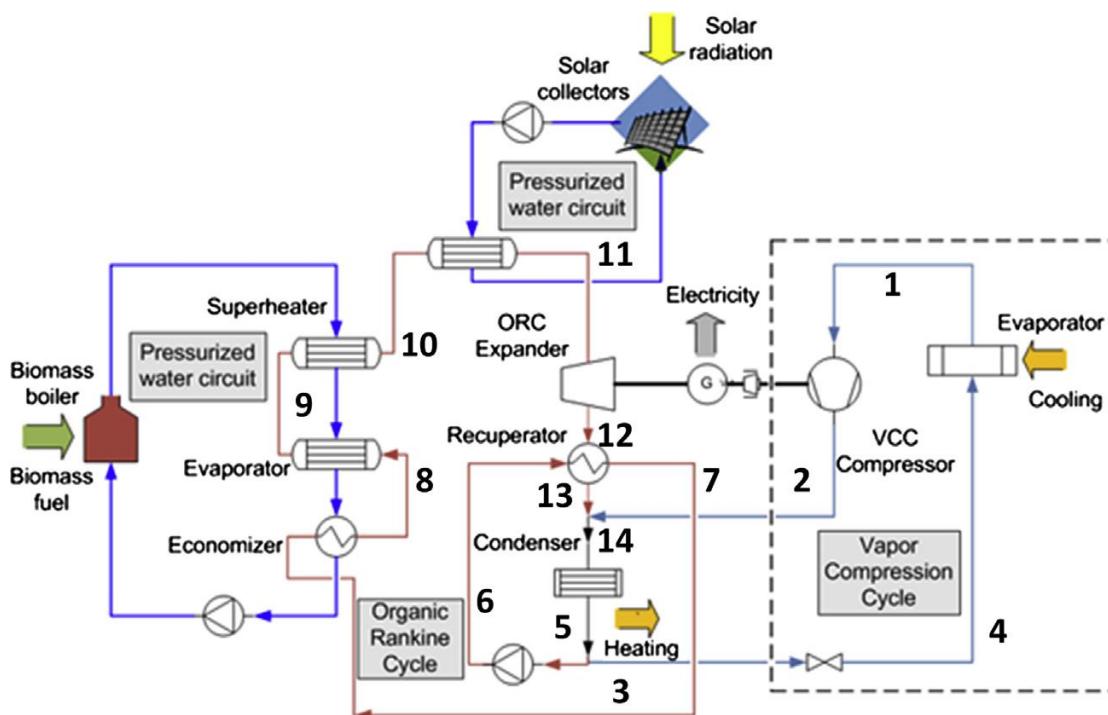 Solar
radiation
Solar
collectors
Pressurized
water circuit
11
1
Superheater
Electricity
Evaporator
ORC
Expander
10
Pressurized
water circuit
Biomass
boiler
G
Cooling
9
Recuperator
12
VCC
Compressor
Evaporator
8
7
2
Biomass
fuel
13
Economizer
Condenser
14
Vapor
Compression
Cycle
6
Organic
Rankine
Cycle
5
Heating
4
3